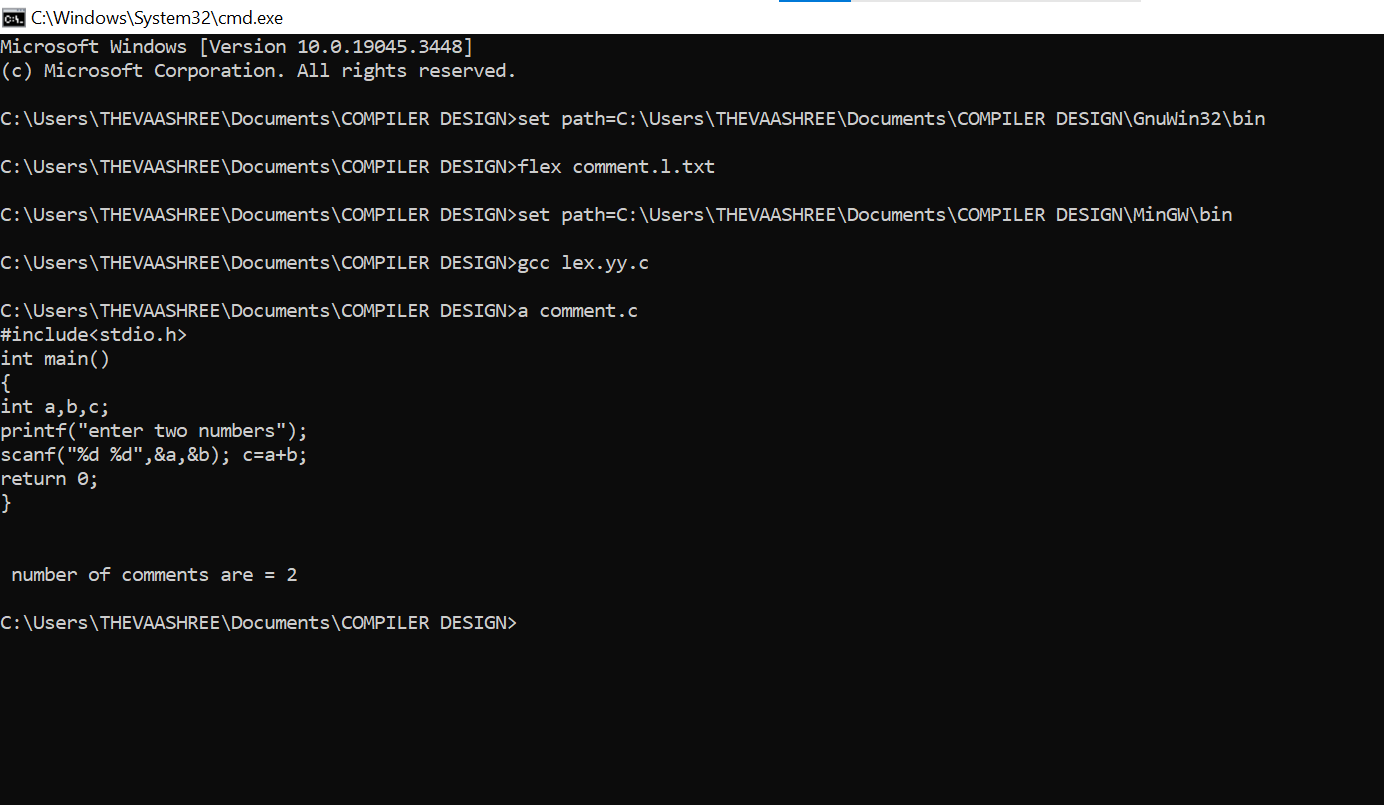 C:\Windows\System32\cmd.exe
Microsoft Windows [Version 10.0.19045.3448]
(c) Microsoft Corporation. All rights reserved.
C:\Users\THEVAASHREE\Documents\COMPILER DESIGN>set path=C:\Users\THEVAASHREE\Documents\COMPILER DESIGN\GnuWin32\bin
C:\Users\THEVAASHREE\Documents\COMPILER DESIGN>flex comment.l.txt
C:\Users\THEVAASHREE\Documents\COMPILER DESIGN>set path=C:\Users\THEVAASHREE\Documents\COMPILER DESIGN\MinGW\bin
C:\Users\THEVAASHREE\Documents\COMPILER DESIGN>gcc lex.yy.c
C:\Users\THEVAASHREE\Documents\COMPILER DESIGN>a comment.c
#include<stdio.h>
int main()
{
int a,b,c;
printf("enter two numbers");
scanf("%d %d",&a,&b); c=a+b;
return 0;
}
number of comments are = 2
C:\Users\THEVAASHREE\Documents\COMPILER DESIGN>